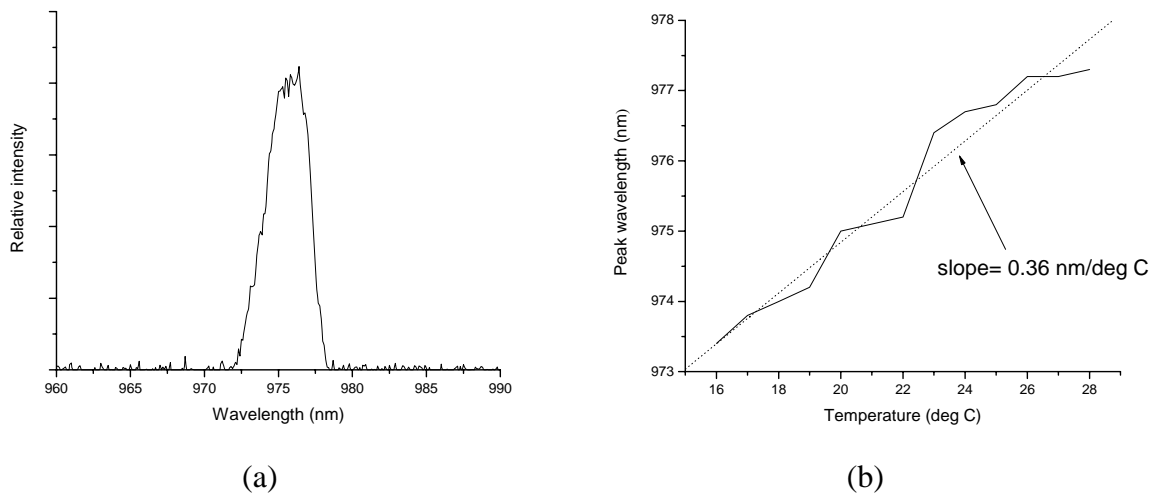 Relative intensity
960 965 970 975 980 985 990
Wavelength (nm)
(a)
978
977
976
975
974
973
Peak wavelength (nm)
slope= 0.36 nm/deg C
16 18 20 22 24 26 28
Temperature (deg C)
(b)